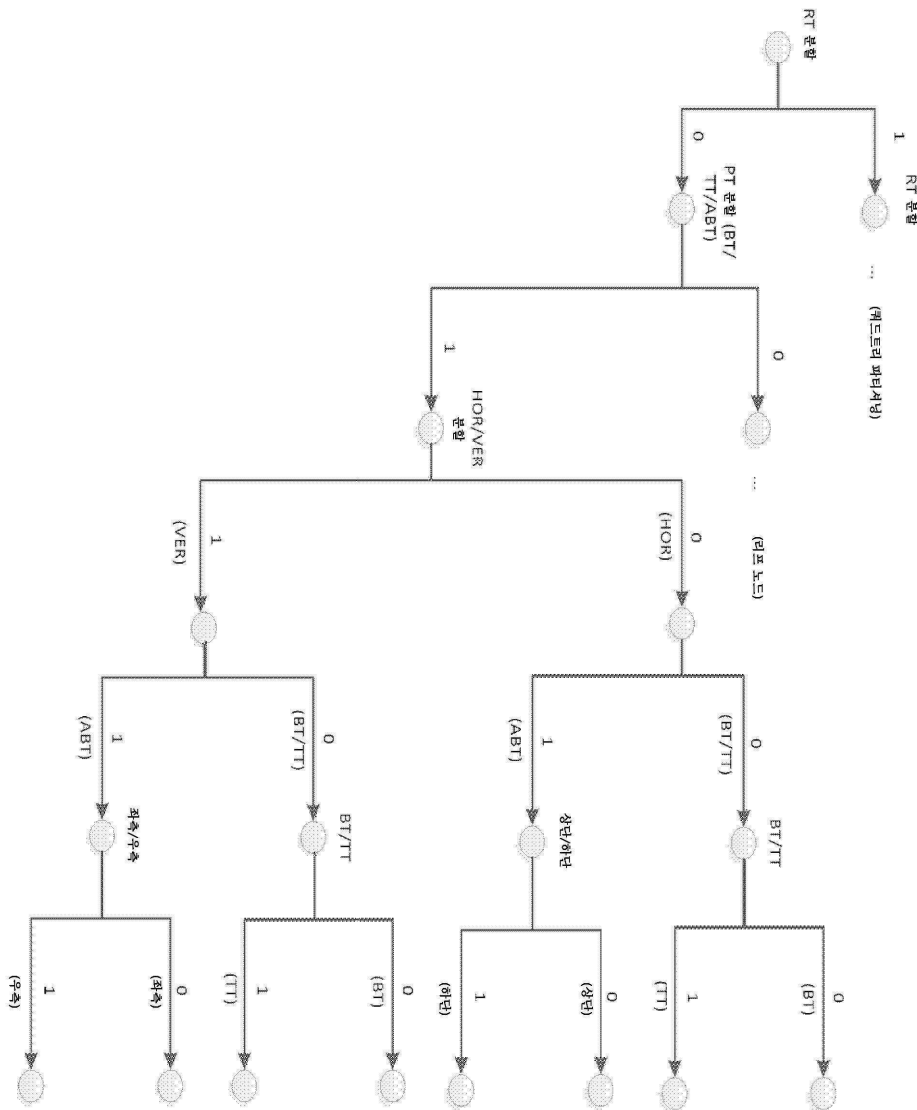 RT 분할
1
RT 분할
...
(쿼드트리 파티셔닝)
0
PT 분할 (BT/
TT/ABT)
0
...
(리프 노드)
1
HOR/VER
분할
0
(HOR)
0
(BT/TT)
BT/TT
0
(BT)
1
(TT)
1
(ABT)
상단/하단
0
(상단)
1
(하단)
1
(VER)
0
(BT/TT)
BT/TT
0
(BT)
1
(TT)
1
(ABT)
좌측/우측
0
(좌측)
1
(우측)